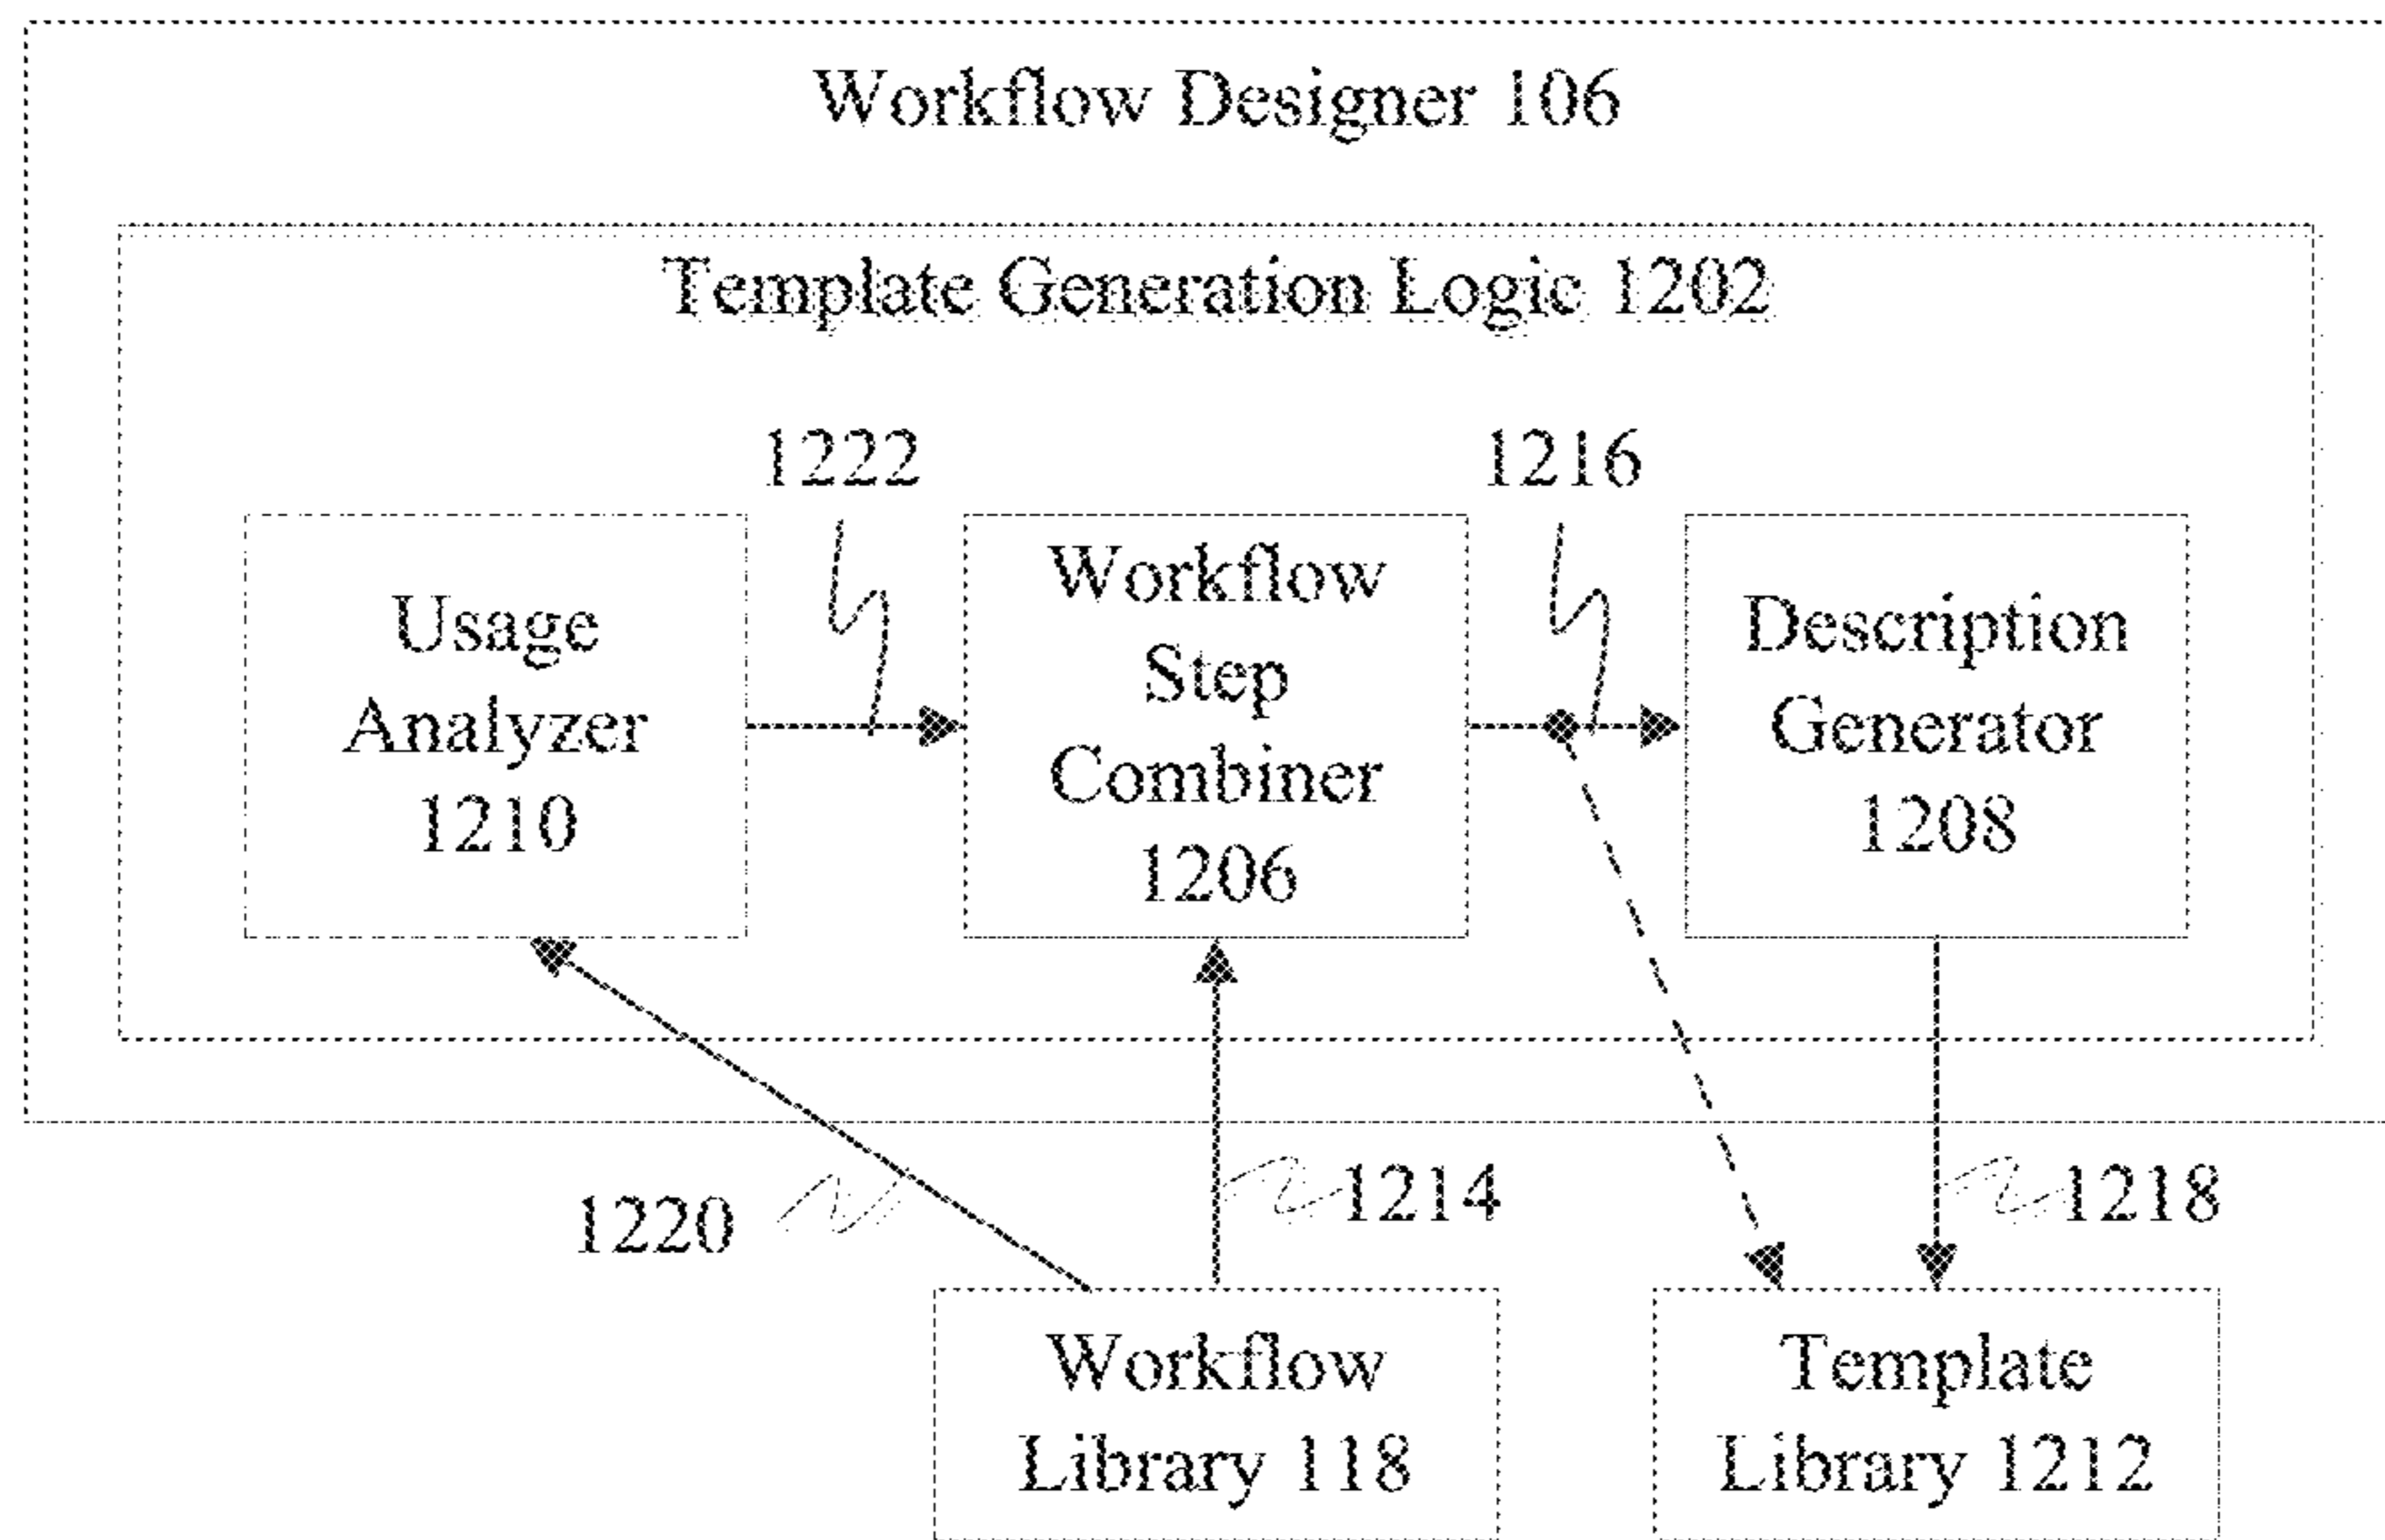 Workflow Designer 106
Template Generation Logic 1202
1222
1216
Usage
Analyzer
1210
Workflow
Step
Combiner
1206
Description
Generator
1208
1220
1214
1218
Workflow
Library 118
Template
Library 1212